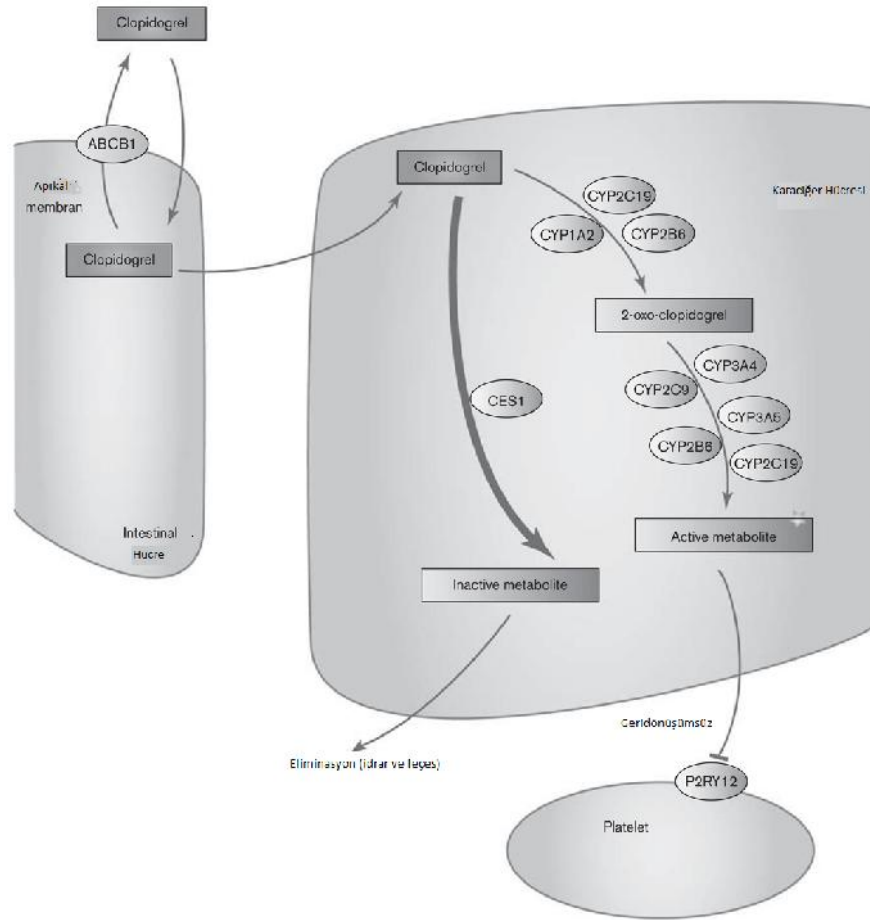 Clopidogrel
ABCB1
Apikal
membran
Clopidogrel
Intestinal
Hücre
Clopidogrel
Karaciğer Hücresi
CYP2C19
CYP1A2
CYP2B6
2-oxo-clopidogrel
CYP3A4
CYP2C9
CES1
CYP3A5
CYP2B6
CYP2C19
Active metabolite
Inactive metabolite
Geridönüşümsüz
Eliminasyon (idrar ve feçes)
P2RY12
Platelet